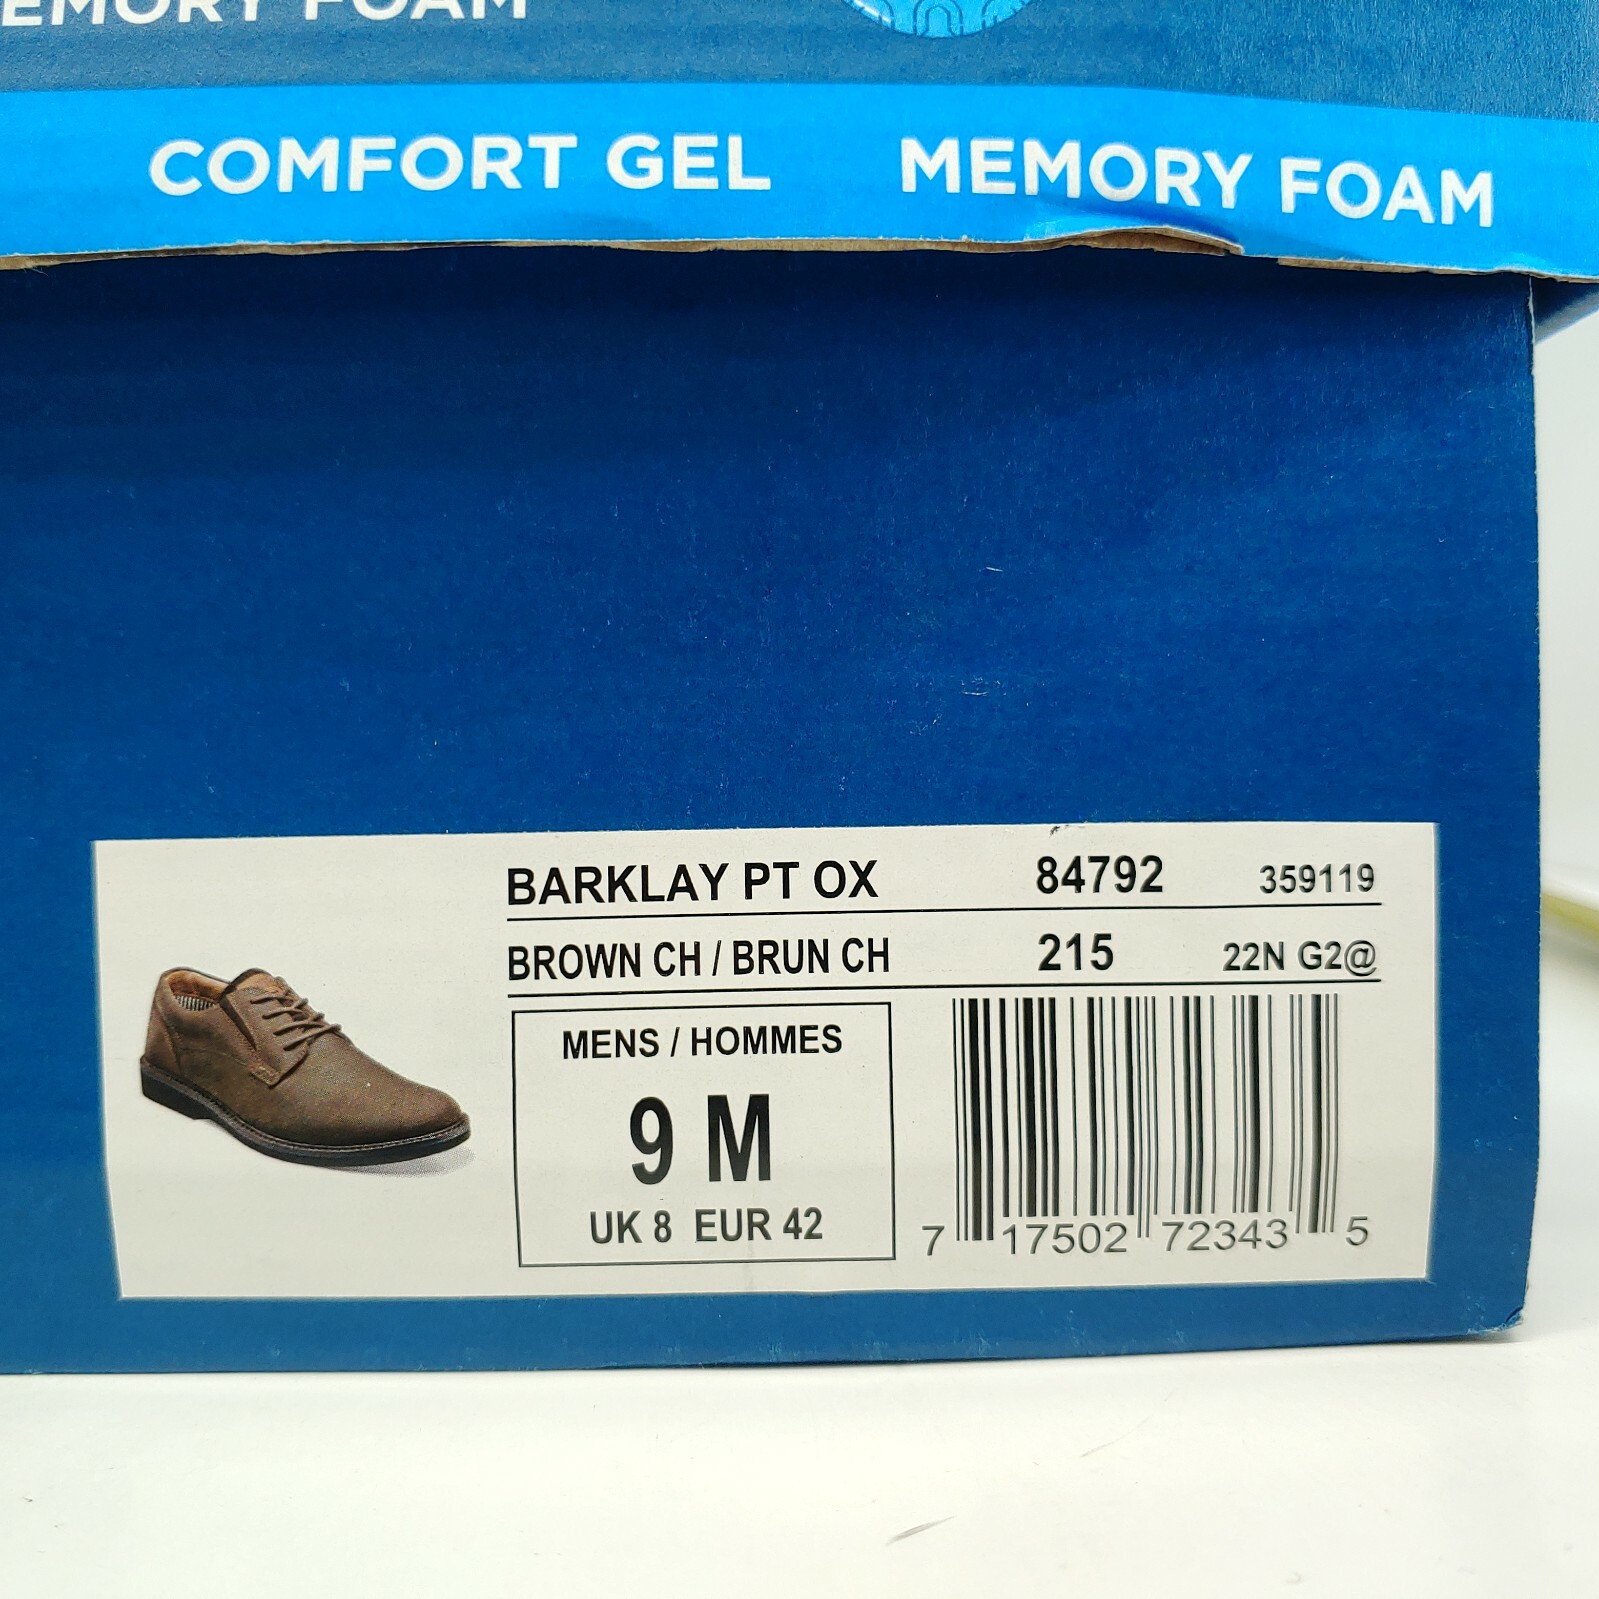 MEMORY FOAM
COMFORT GEL MEMORY FOAM
BARKLAY PT OX 84792 359119
BROWN CH / BRUN CH 215 22N G2@
MENS / HOMMES
9 M
UK 8 EUR 42
7 17502 72343 5